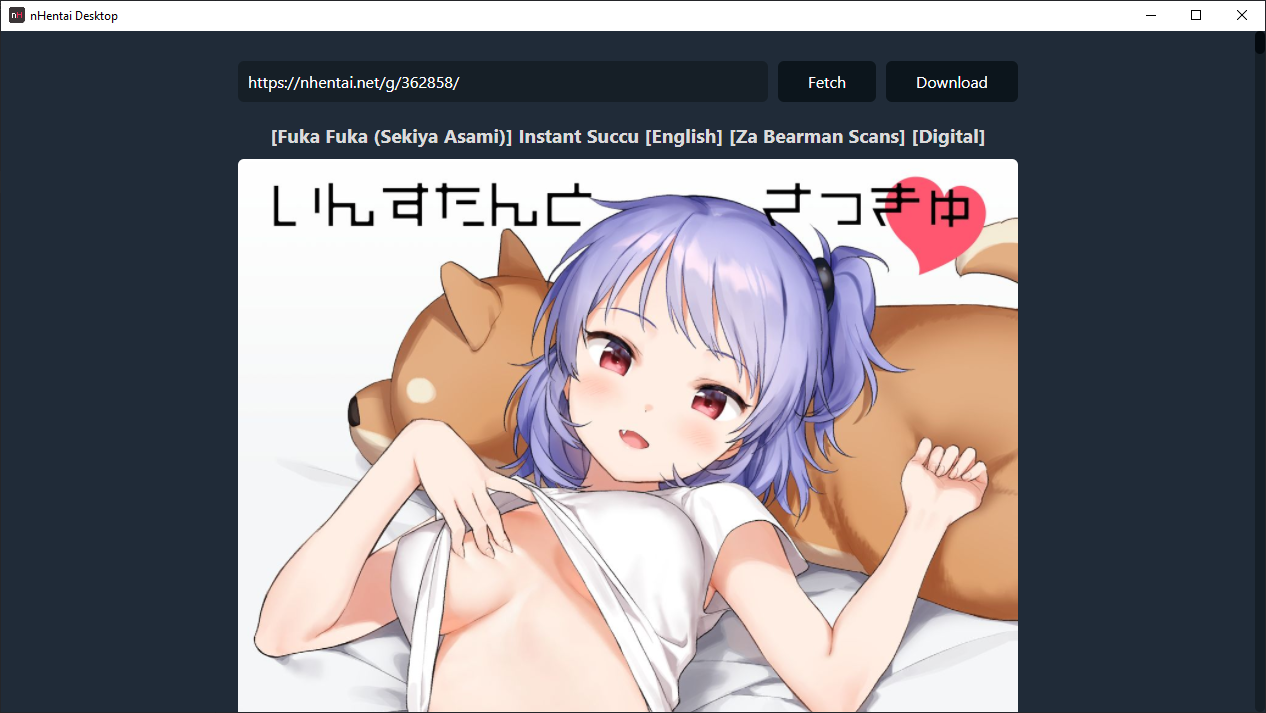 nHentai Desktop
https://nhentai.net/g/362858/
Fetch
Download
[Fuka Fuka (Sekiya Asami)] Instant Succu [English] [Za Bearman Scans] [Digital]
いんすたんと さっきゅ